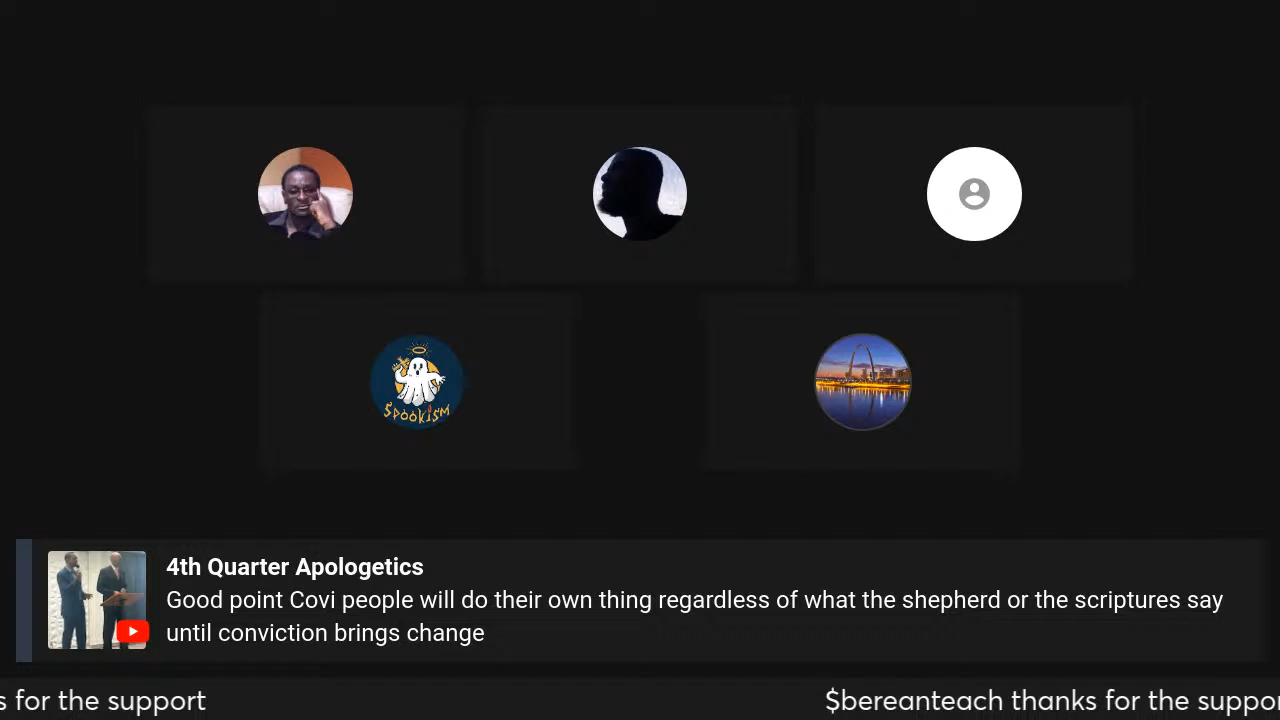 SPOOKISM
4th Quarter Apologetics
Good point Covi people will do their own thing regardless of what the shepherd or the scriptures say
until conviction brings change
s for the support
$bereanteach thanks for the suppor